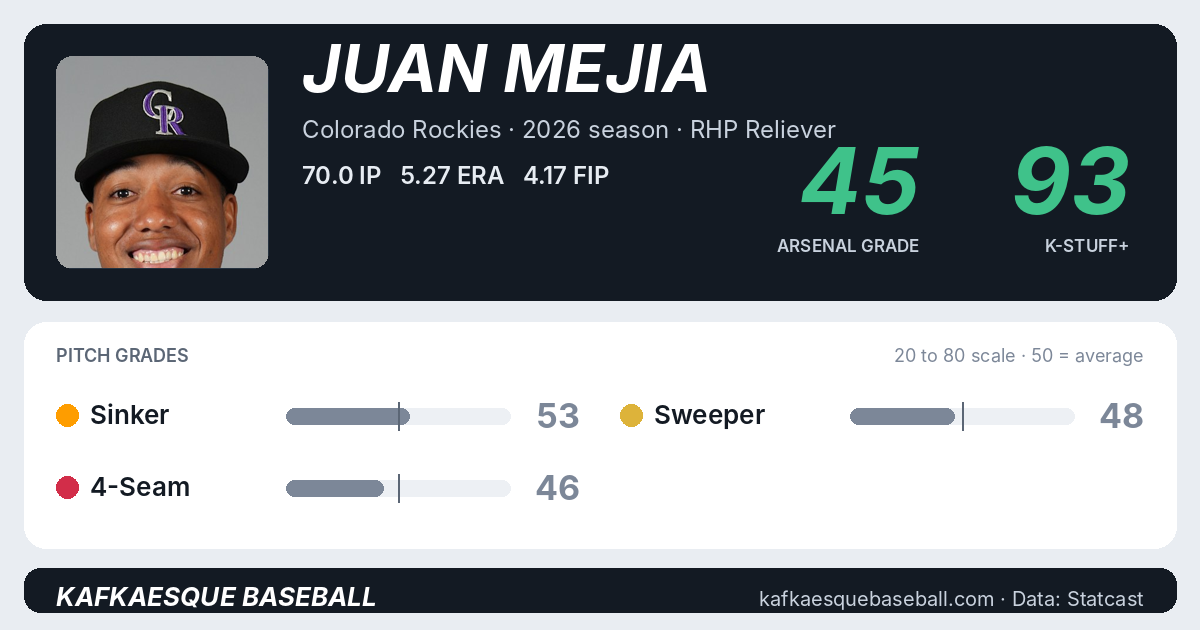 JUAN MEJIA
Colorado Rockies · 2026 season · RHP Reliever
70.0 IP 5.27 ERA 4.17 FIP
45 93
ARSENAL GRADE K-STUFF+
CR
PITCH GRADES 20 to 80 scale · 50 = average
Sinker 53 Sweeper 48
4-Seam 46
KAFKAESQUE BASEBALL kafkaesquebaseball.com · Data: Statcast